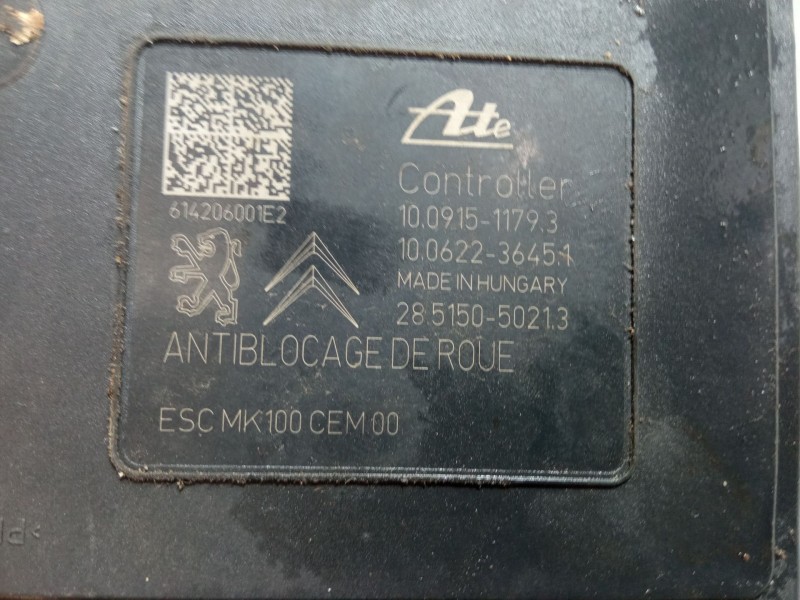 Ate
Controller
614206001E2
10.0915-1179.3
10.0622-3645.1
MADE IN HUNGARY
28.5150-5021.3
ANTIBLOCAGE DE ROUE
ESC MK100 CEM 00